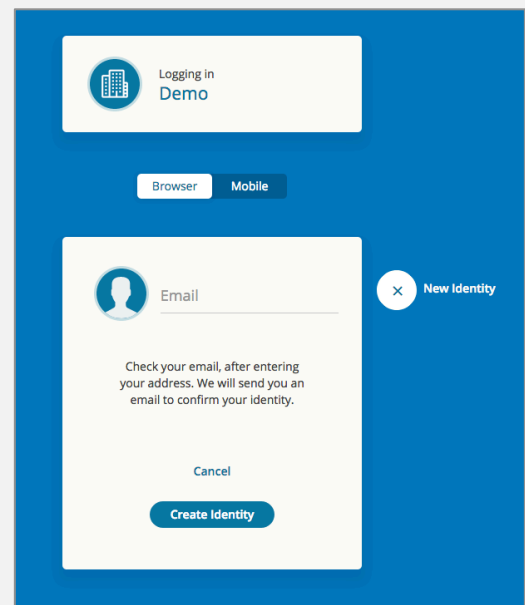 Logging in
Demo
Browser
Mobile
Email
New Identity
Check your email, after entering
your address. We will send you an
email to confirm your identity.
Cancel
Create Identity